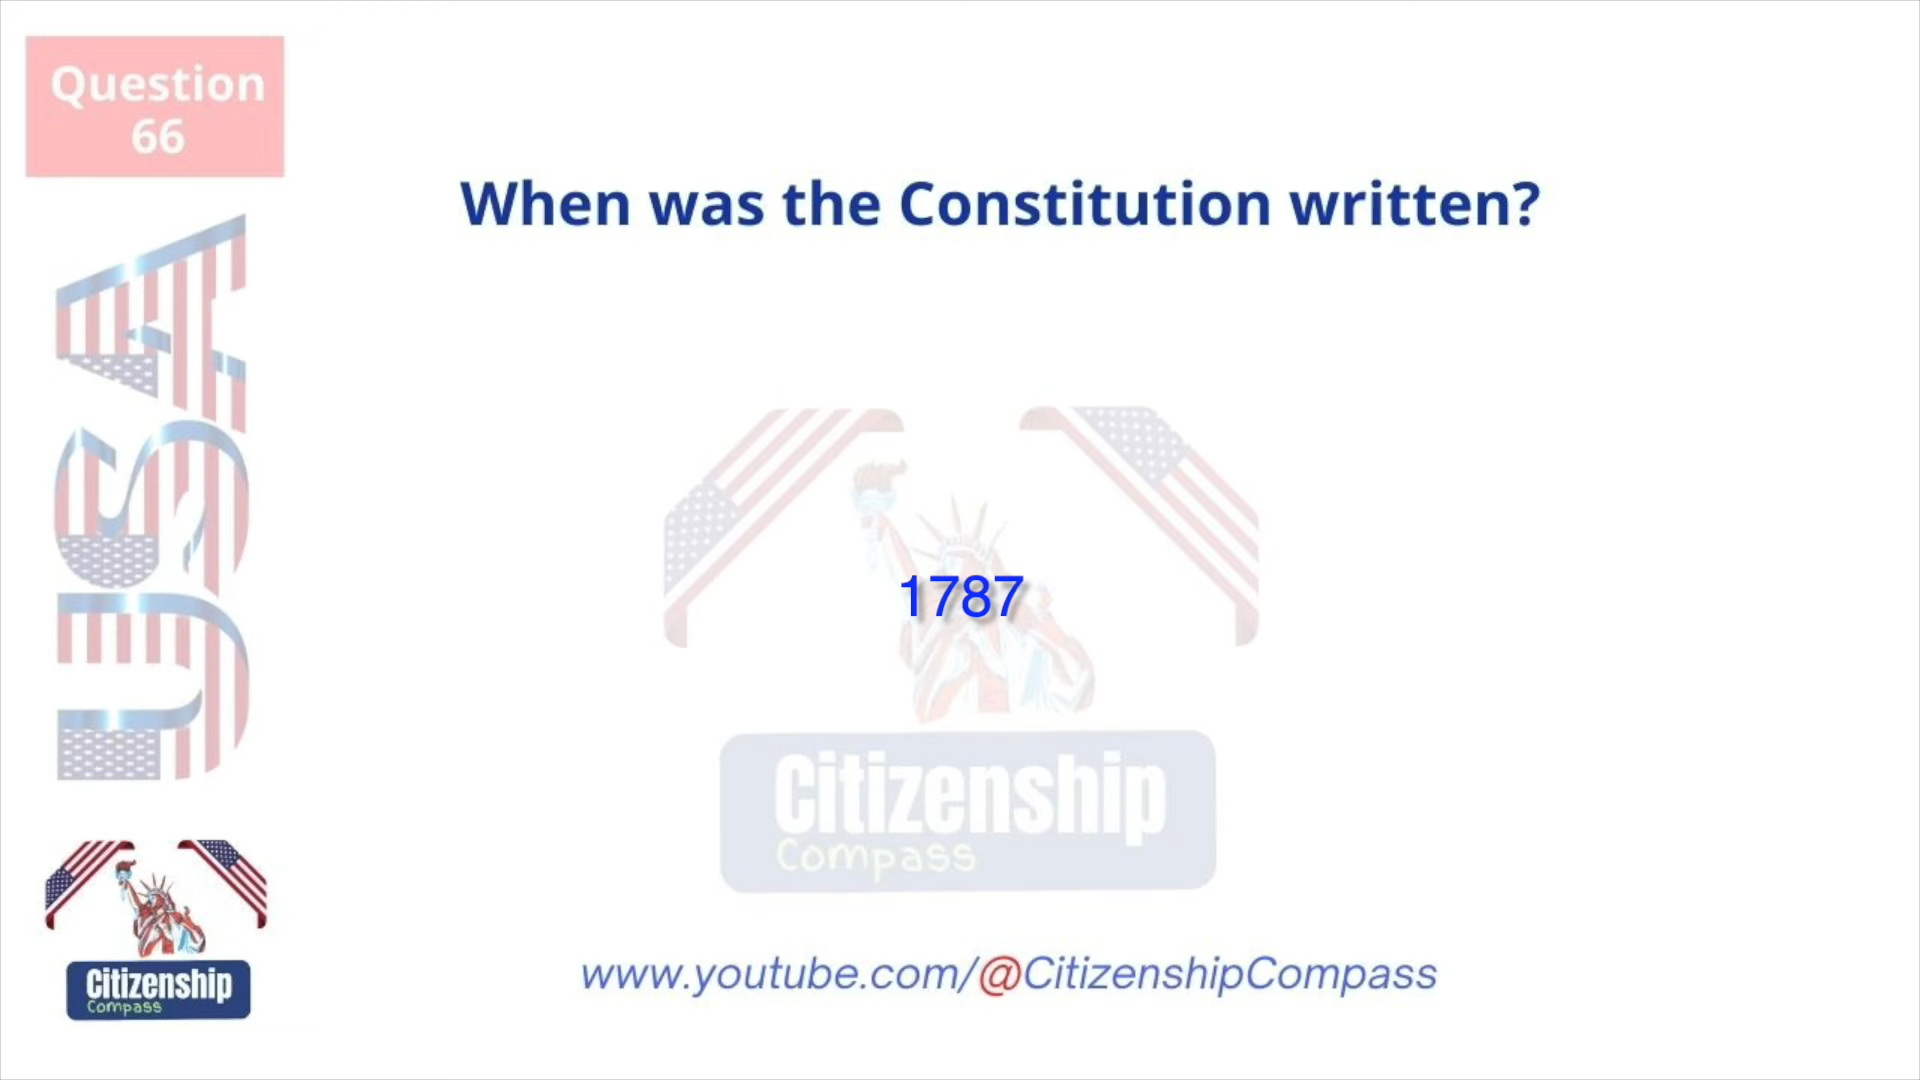 Question
66
When was the Constitution written?
1787
Citizenship
Compass
Citizenship
Compass
www.youtube.com/@CitizenshipCompass
USA